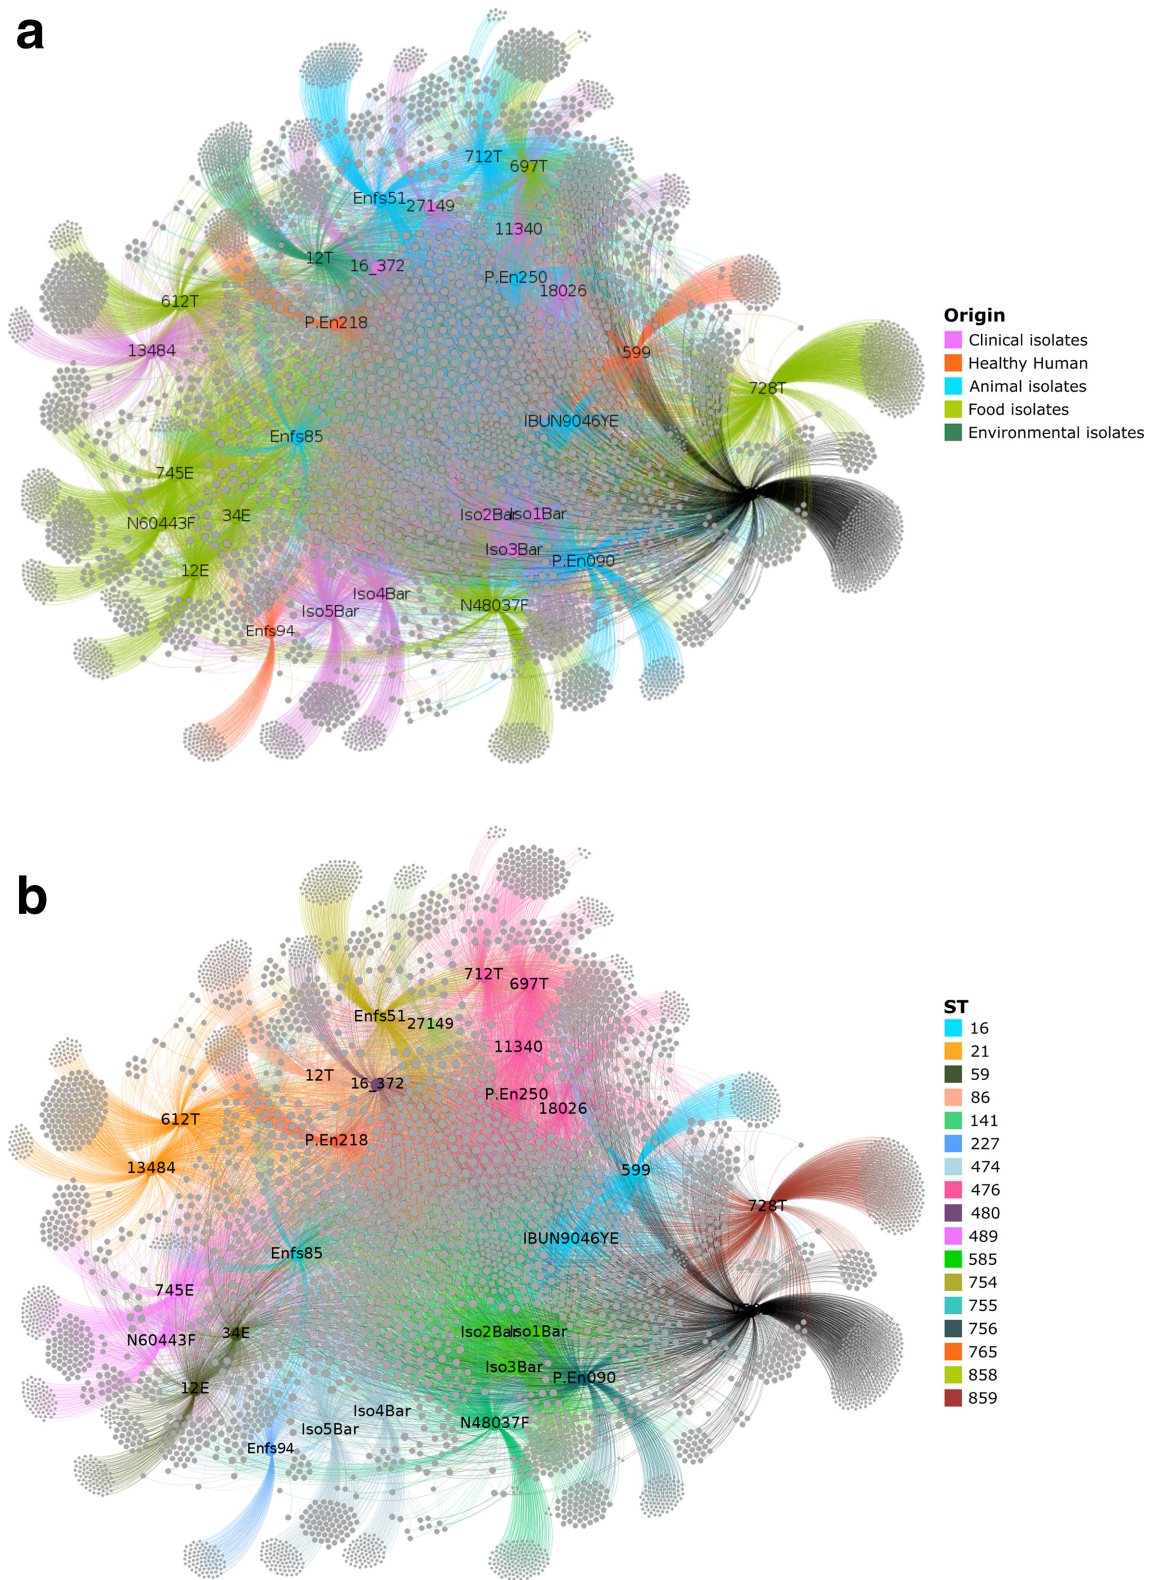 a
712T
697T
Enfs51
27149
11340
12T
16_372
P.En250
18026
612T
P.En218
13484
599
728T
IBUN9046YE
Enfs85
745E
N60443F
34E
Iso2Bar
Iso1Bar
Iso3Bar
P.En090
12E
Iso4Bar
Iso5Bar
N48037F
Enfs94
Origin
Clinical isolates
Healthy Human
Animal isolates
Food isolates
Environmental isolates
b
712T
697T
Enfs51
27149
11340
12T
16_372
P.En250
18026
612T
P.En218
13484
599
728T
IBUN9046YE
Enfs85
745E
N60443F
34E
Iso2Bar
Iso1Bar
Iso3Bar
P.En090
12E
Iso4Bar
Iso5Bar
N48037F
Enfs94
ST
16
21
59
86
141
227
474
476
480
489
585
754
755
756
765
858
859